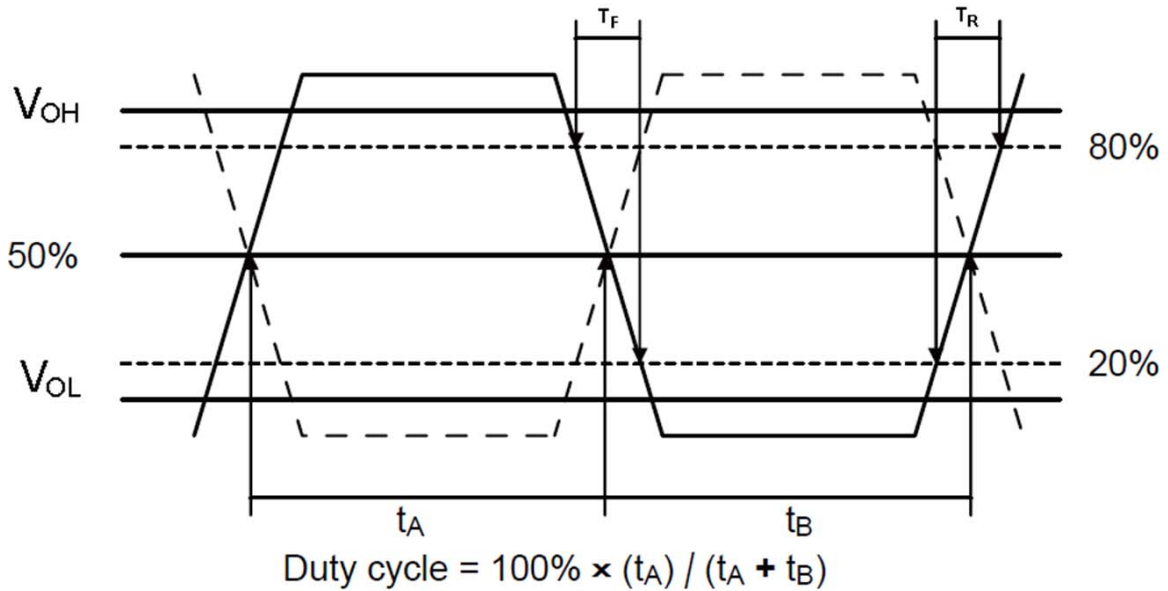 TF TR
VOH
80%
50%
20%
VOL
tA tB
Duty cycle = 100% × (tA) / (tA + tB)